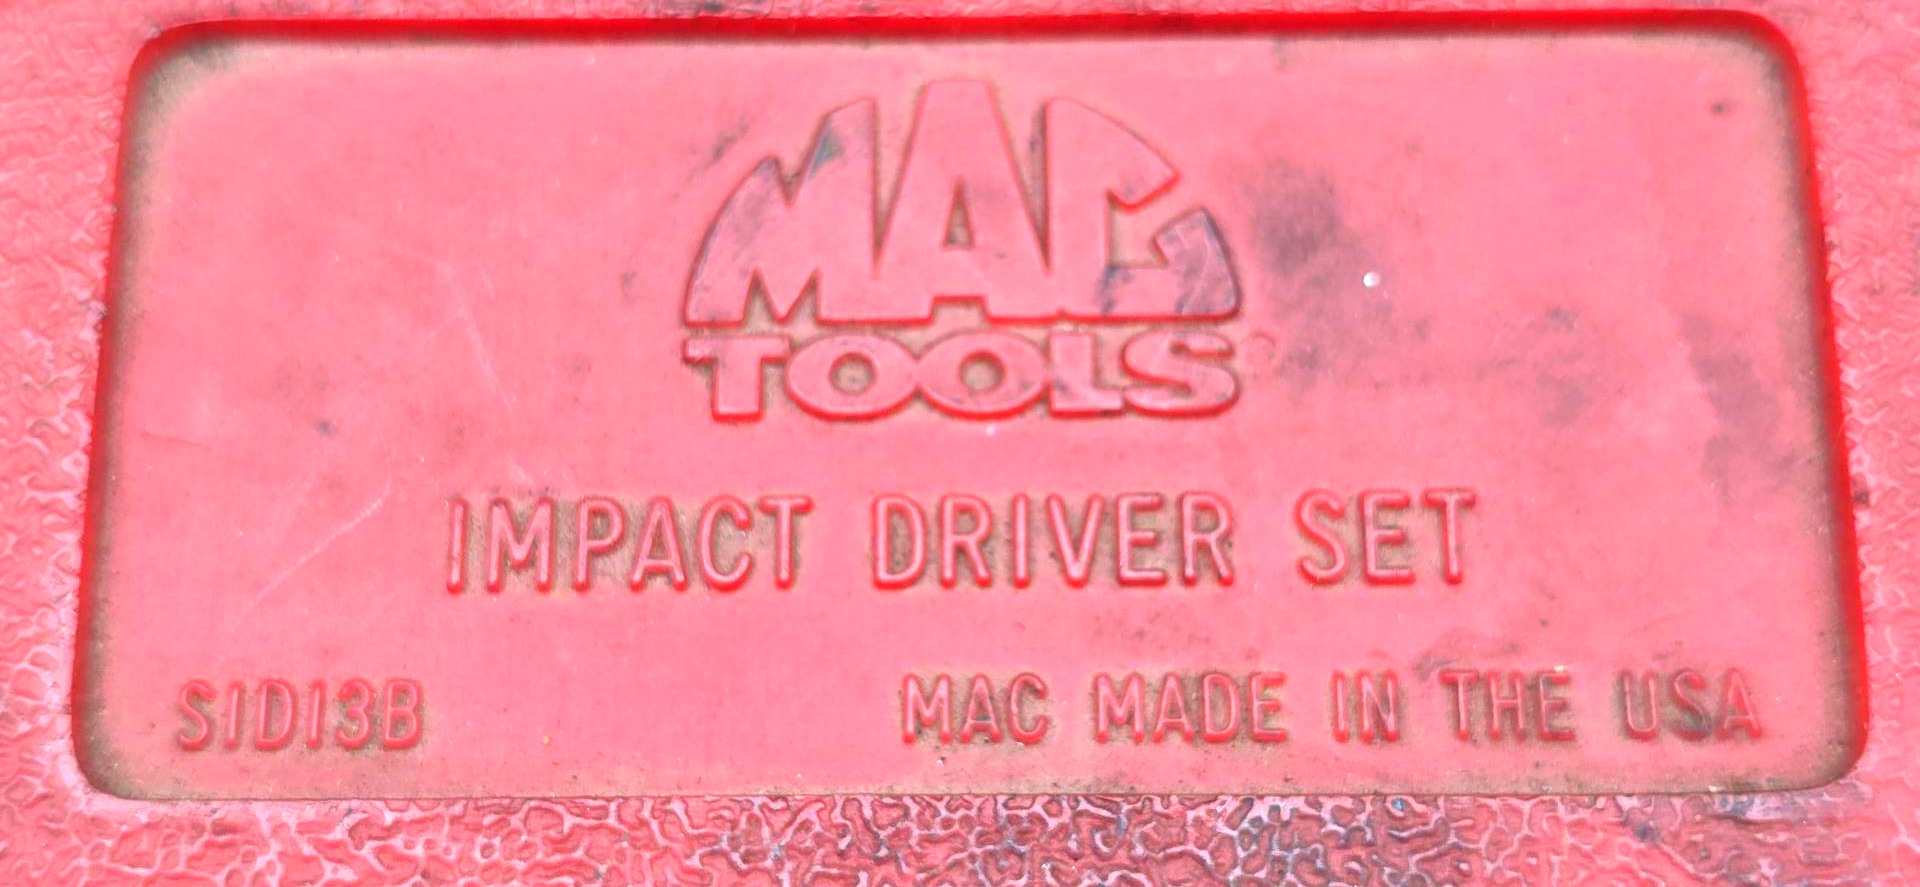 MAC
TOOLS
IMPACT DRIVER SET
SID13B
MAC MADE IN THE USA